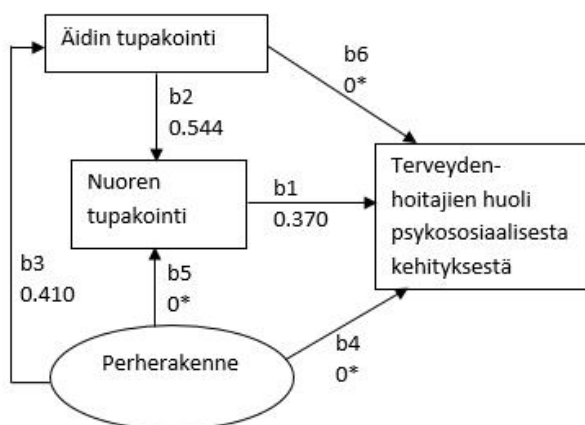 Äidin tupakointi
b6
0*
b2
0.544
Nuoren
tupakointi
b1
0.370
Terveyden-
hoitajien huoli
psykososiaalisesta
kehityksestä
b3
0.410
b5
0*
b4
0*
Perherakenne